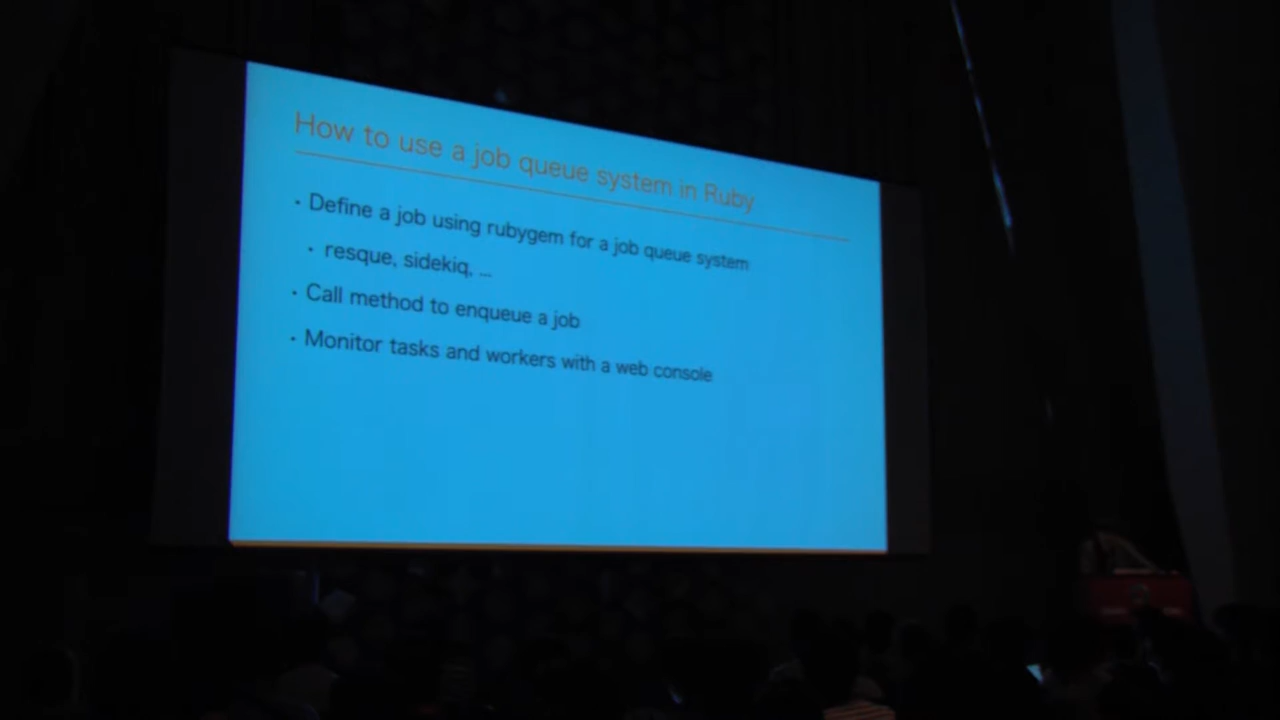 How to use a job queue system in Ruby
・ Define a job using rubygem for a job queue system
・ resque, sidekiq, ...
・ Call method to enqueue a job
・ Monitor tasks and workers with a web console